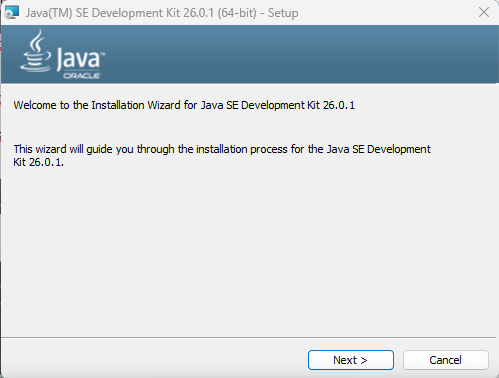 Java(TM) SE Development Kit 26.0.1 (64-bit) - Setup
Java™
ORACLE
Welcome to the Installation Wizard for Java SE Development Kit 26.0.1
This wizard will guide you through the installation process for the Java SE Development
Kit 26.0.1.
Next >
Cancel